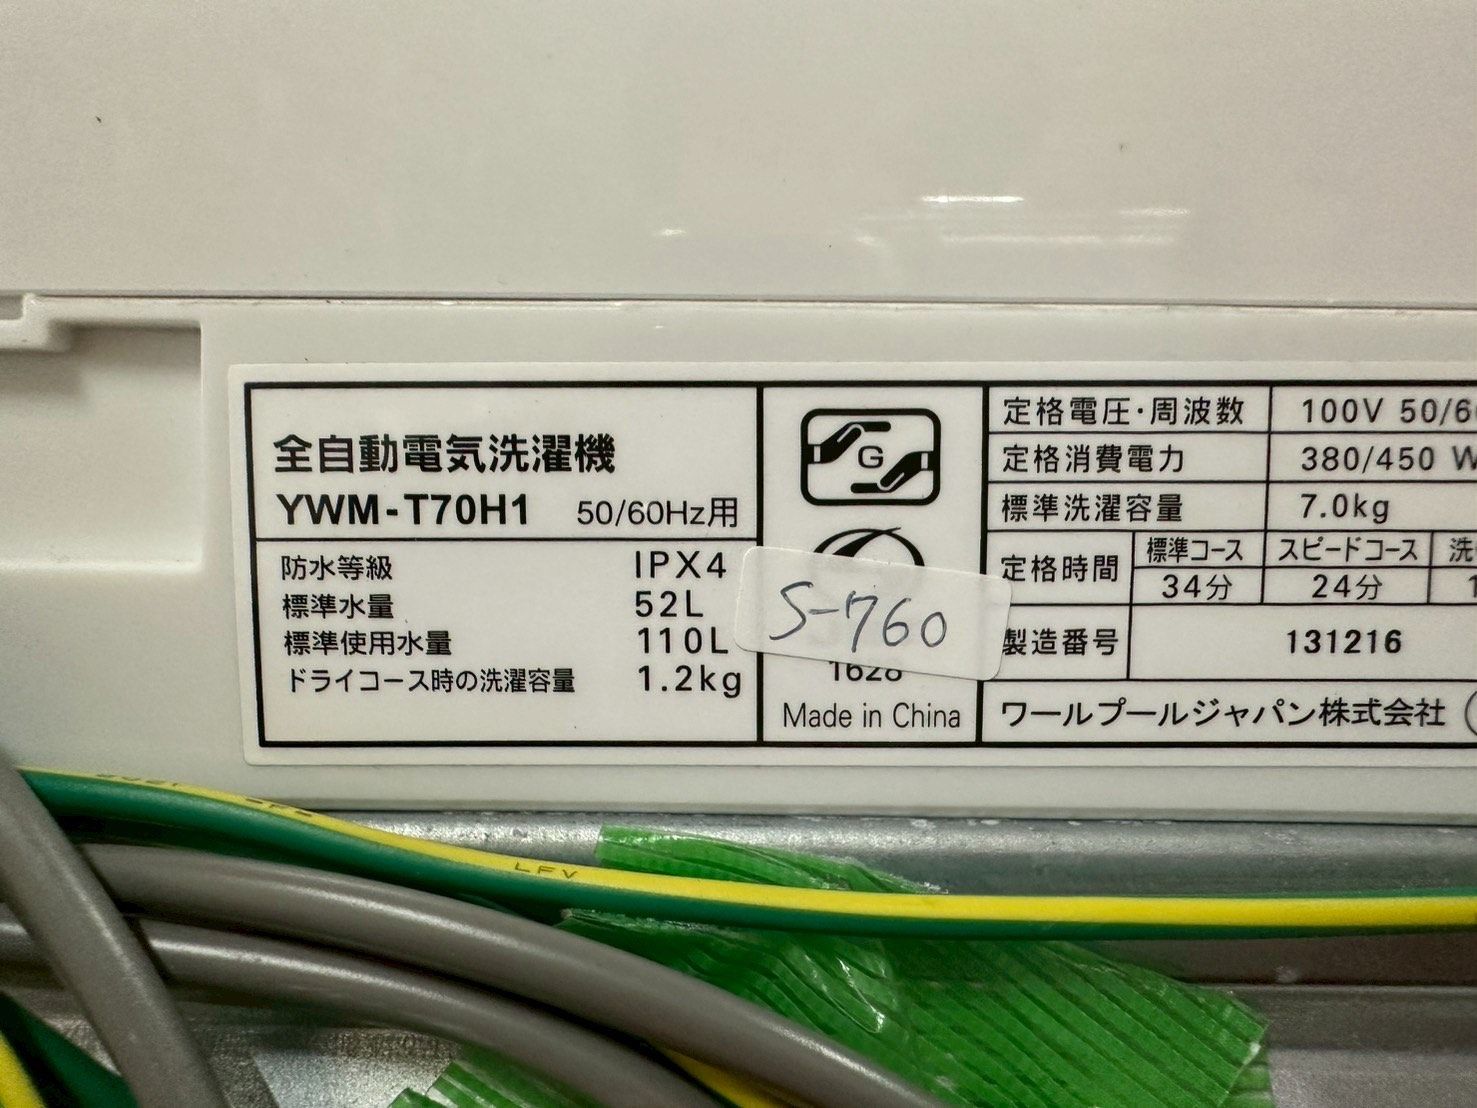 全自動電気洗濯機
YWM-T70H1 50/60Hz用
防水等級 IPX4
標準水量 52L
標準使用水量 110L
ドライコース時の洗濯容量 1.2kg
G
S-760
Made in China
定格電圧・周波数 100V 50/6
定格消費電力 380/450 W
標準洗濯容量 7.0kg
定格時間 標準コース スピードコース 洗
34分 24分 1
製造番号 131216
ワールプールジャパン株式会社
LFV